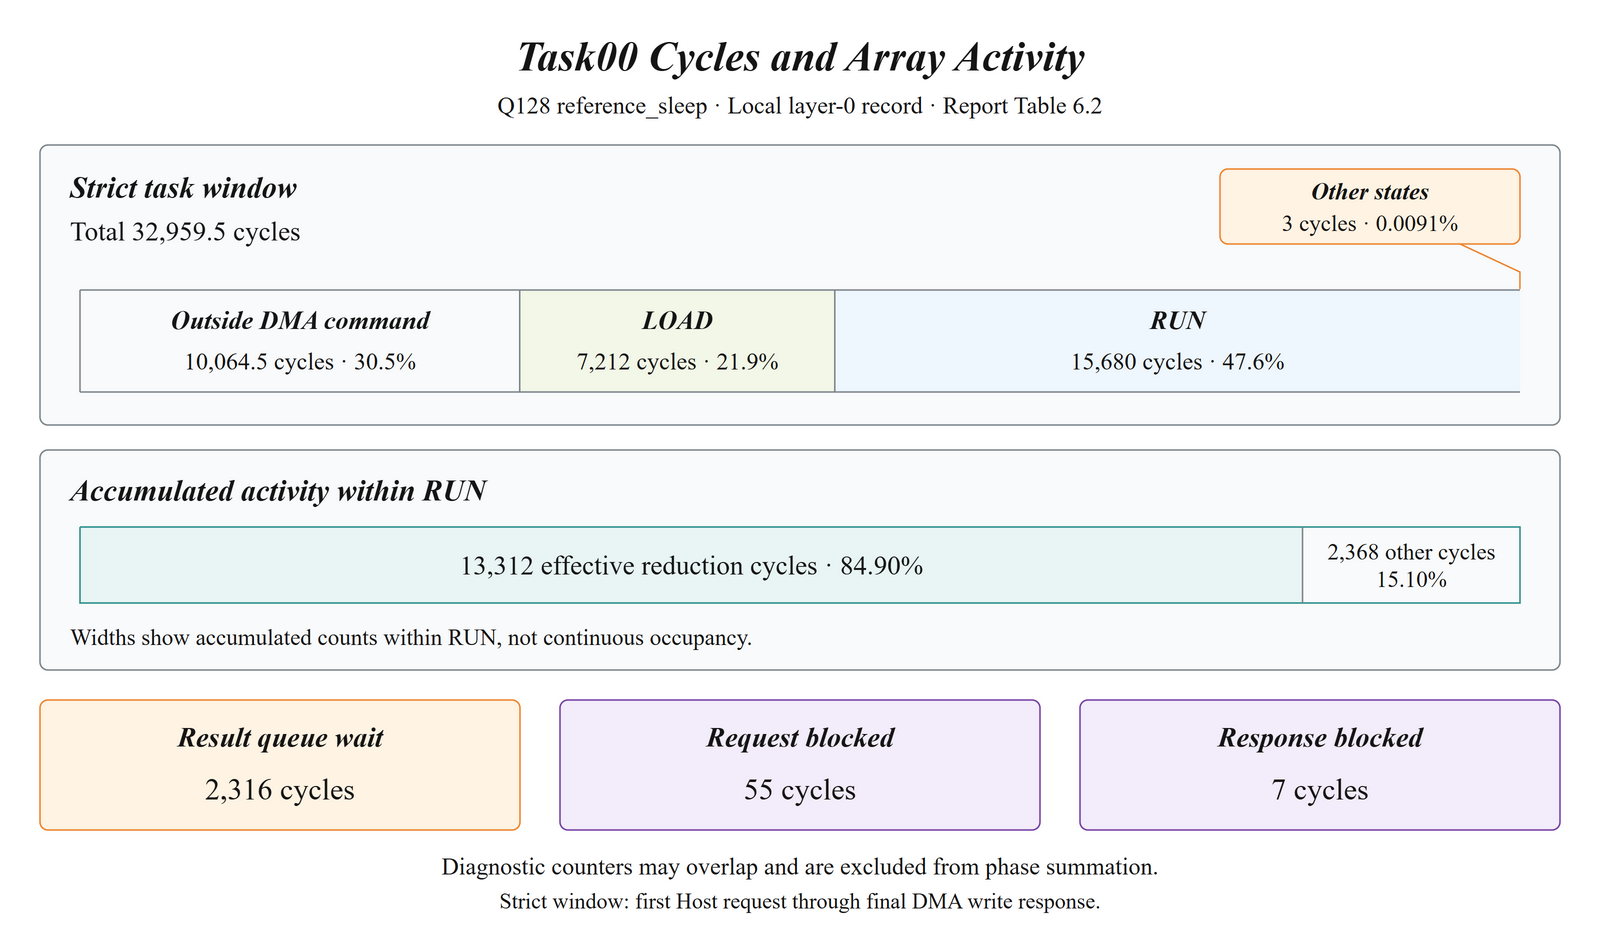 Task00 Cycles and Array Activity
Q128 reference_sleep · Local layer-0 record · Report Table 6.2
Strict task window
Total 32,959.5 cycles
Other states
3 cycles · 0.0091%
Outside DMA command
10,064.5 cycles · 30.5%
LOAD
7,212 cycles · 21.9%
RUN
15,680 cycles · 47.6%
Accumulated activity within RUN
13,312 effective reduction cycles · 84.90%
2,368 other cycles
15.10%
Widths show accumulated counts within RUN, not continuous occupancy.
Result queue wait
2,316 cycles
Request blocked
55 cycles
Response blocked
7 cycles
Diagnostic counters may overlap and are excluded from phase summation.
Strict window: first Host request through final DMA write response.